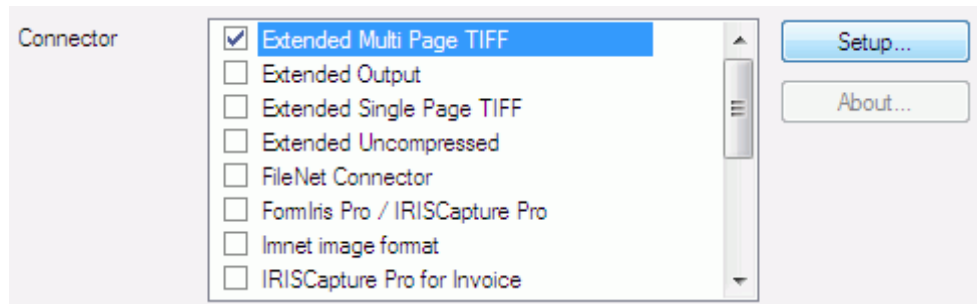 Connector
Extended Multi Page TIFF
Extended Output
Extended Single Page TIFF
Extended Uncompressed
FileNet Connector
FormIris Pro / IRISCapture Pro
Imnet image format
IRISCapture Pro for Invoice
Setup...
About...